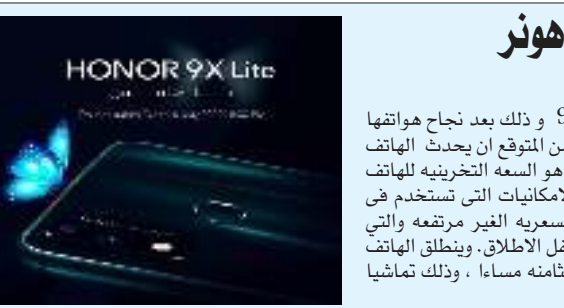 هونر
9 و ذلك بعد نجاح هواتفها
ن المتوقع ان يحدث الهاتف
هو السعه التخرينيه للهاتف
لامكانيات التى تستخدم فى
سعريه الغير مرتفعه والتي
فل الاطلاق. وينطلق الهاتف
ثامنه مساءا ، وذلك تماشيا
HONOR 9X Lite